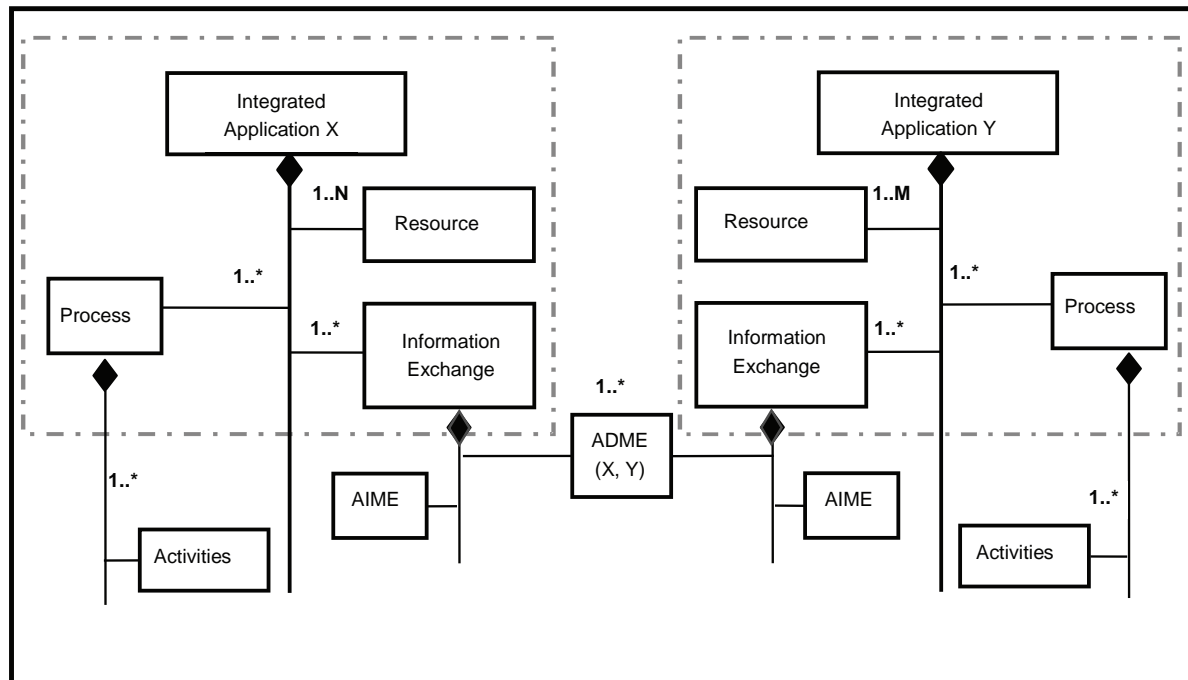 Integrated
Application X
1..N
Resource
1..*
Process
1..*
Information
Exchange
1..*
Activities
AIME
1..*
ADME
(X, Y)
Integrated
Application Y
1..M
Resource
1..*
Process
1..*
Information
Exchange
AIME
1..*
Activities